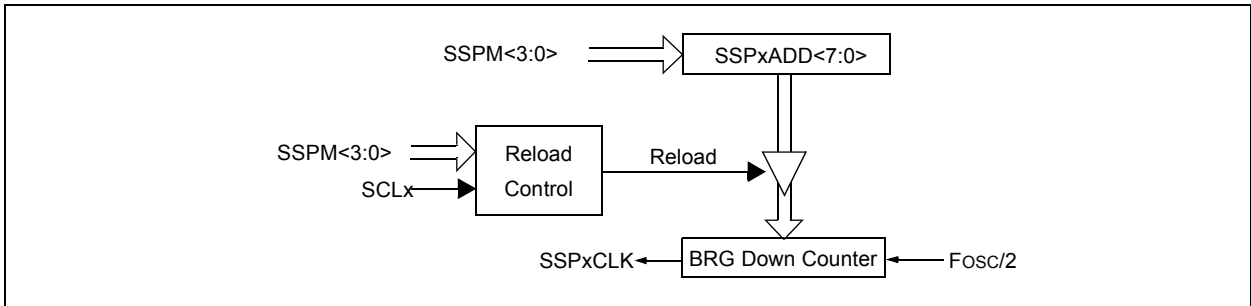 SSPM<3:0>
SSPxADD<7:0>
SSPM<3:0>
SCLx
Reload
Control
Reload
SSPxCLK
BRG Down Counter
FOSC/2